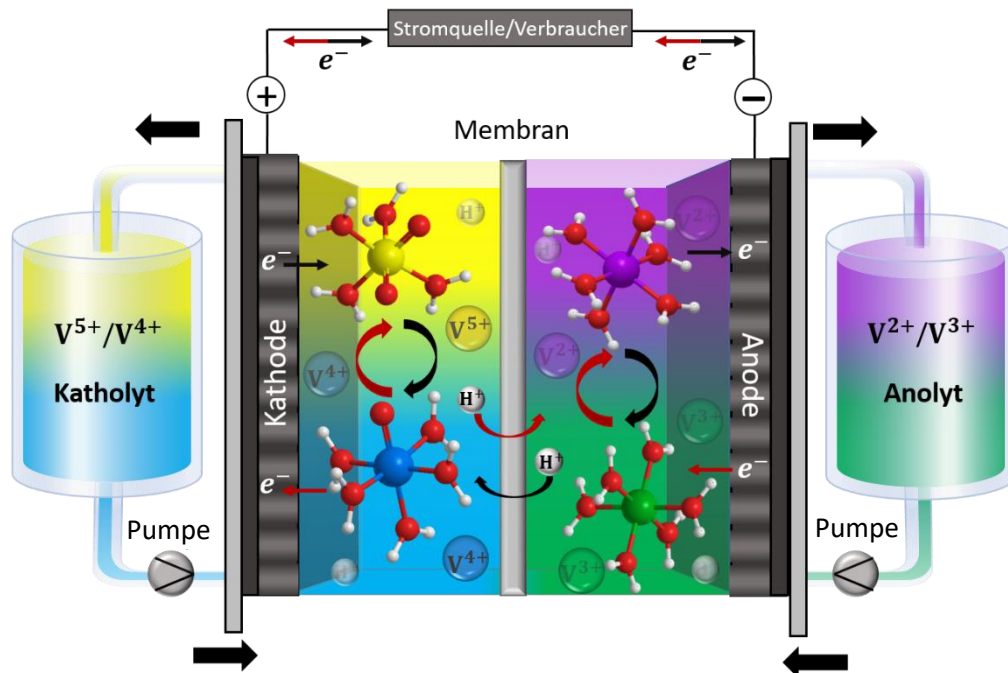 Stromquelle/Verbraucher
e⁻
e⁻
+
−
Membran
H⁺
V²⁺
e⁻
e⁻
V⁵⁺/V⁴⁺
Katholyt
Kathode
V⁵⁺
V⁴⁺
V²⁺
Anode
V²⁺/V³⁺
Anolyt
H⁺
V³⁺
H⁺
e⁻
e⁻
Pumpe
V⁴⁺
V³⁺
Pumpe